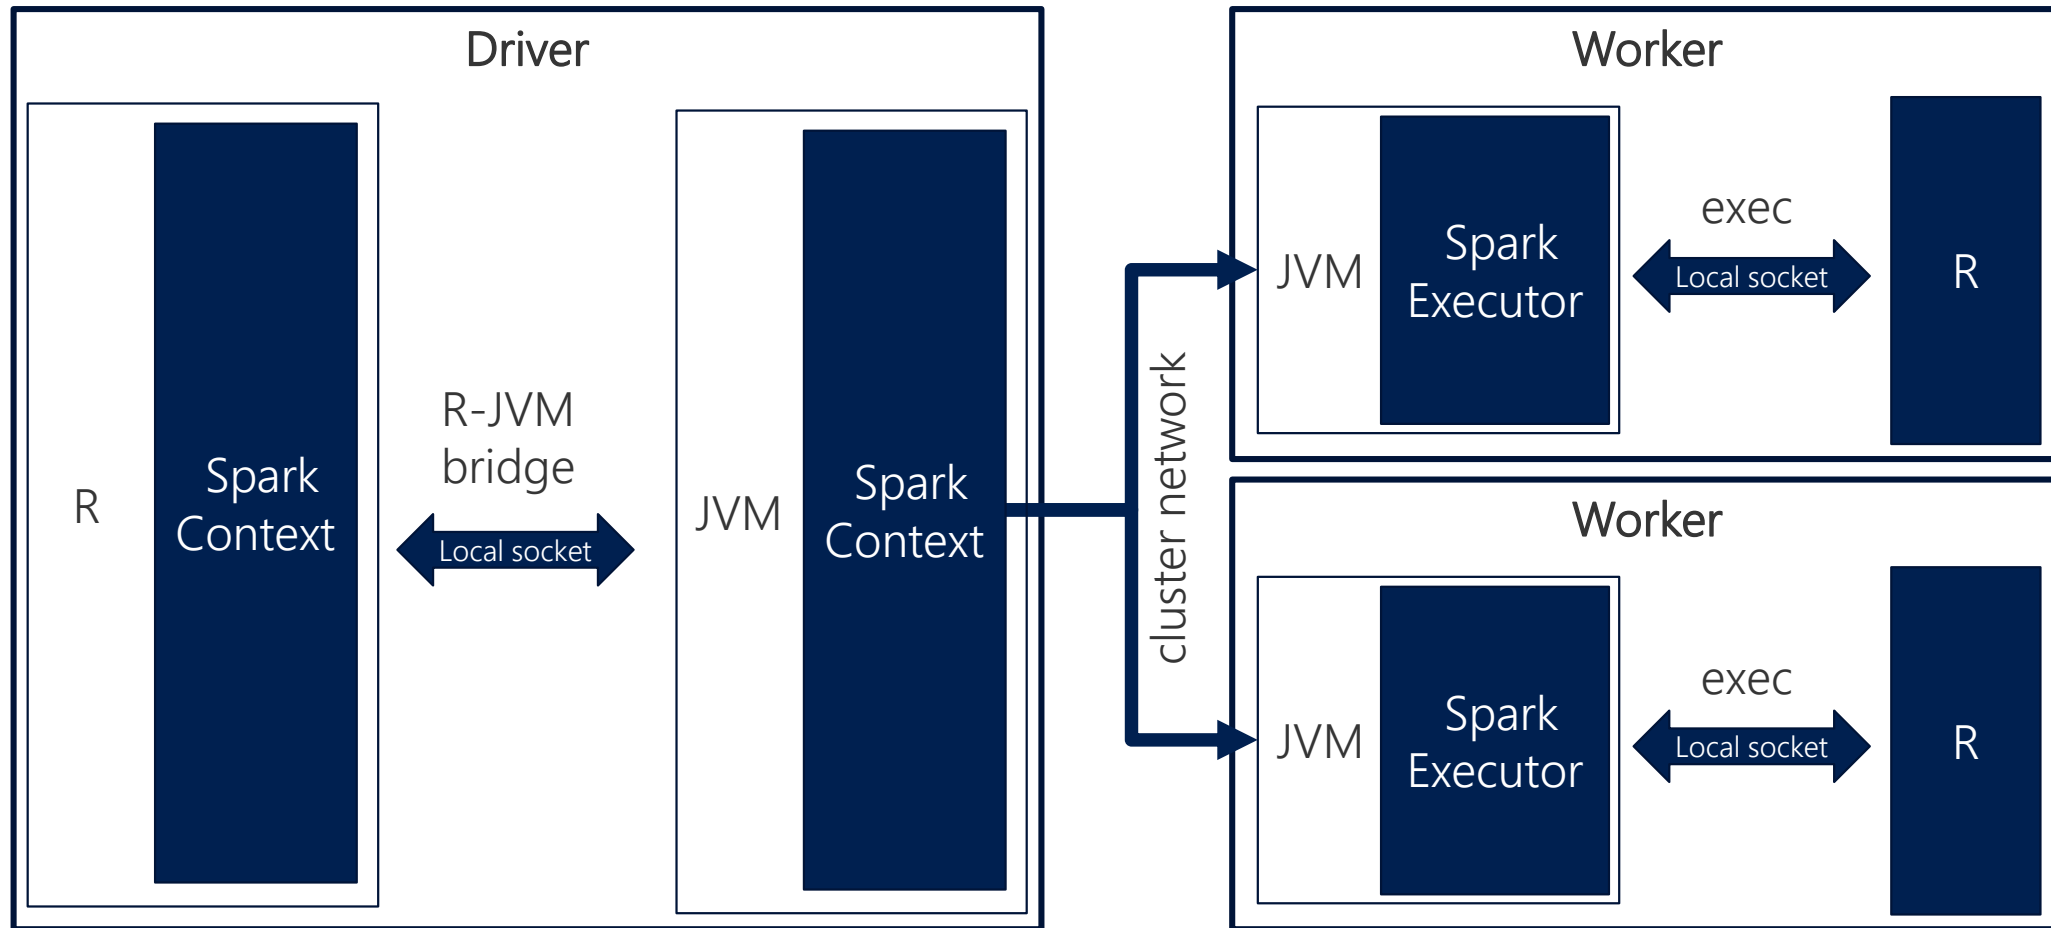 Driver
R
Spark
Context
R-JVM
bridge
Local socket
JVM
Spark
Context
cluster network
Worker
JVM
Spark
Executor
exec
Local socket
R
Worker
JVM
Spark
Executor
exec
Local socket
R